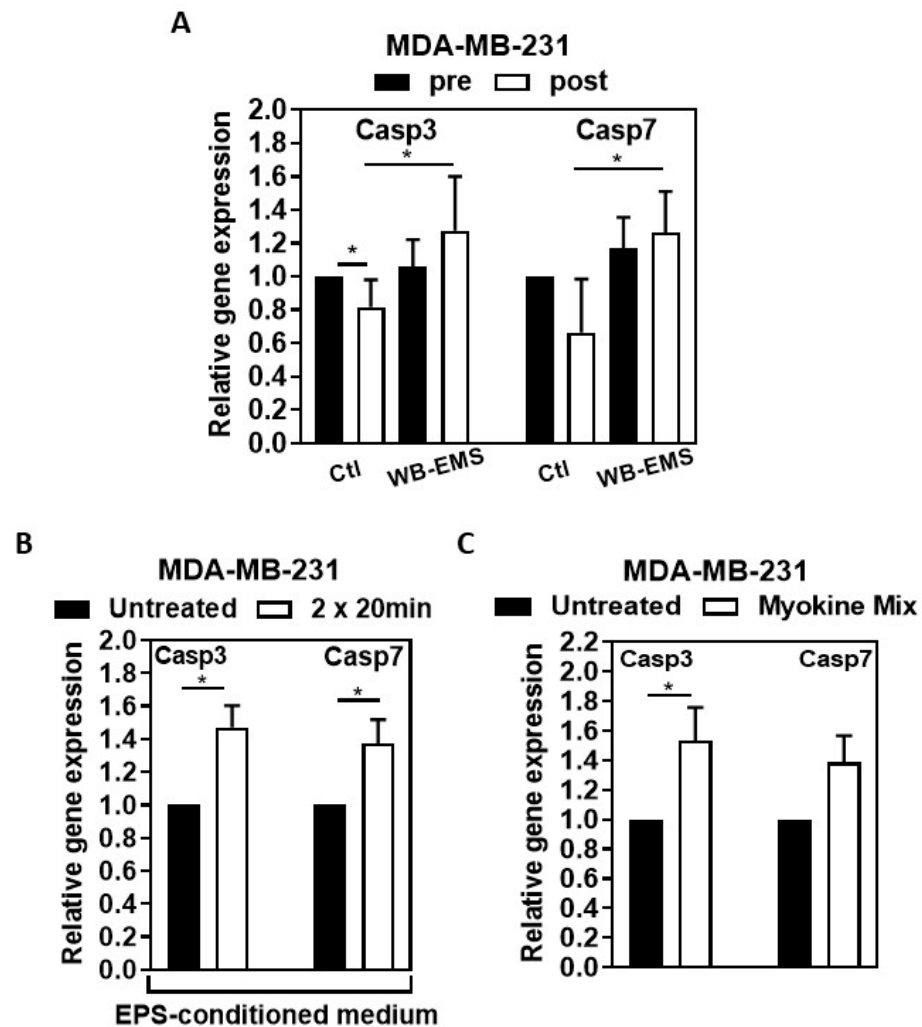 A
MDA-MB-231
pre post
Relative gene expression
2.0
1.8
1.6
1.4
1.2
1.0
0.8
0.6
0.4
0.2
0.0
Casp3 Casp7
* *
*
Ctl WB-EMS Ctl WB-EMS
B
MDA-MB-231
Untreated 2 x 20min
Relative gene expression
2.0
1.8
1.6
1.4
1.2
1.0
0.8
0.6
0.4
0.2
0.0
Casp3 Casp7
* *
EPS-conditioned medium
C
MDA-MB-231
Untreated Myokine Mix
Relative gene expression
2.2
2.0
1.8
1.6
1.4
1.2
1.0
0.8
0.6
0.4
0.2
0.0
Casp3 Casp7
*